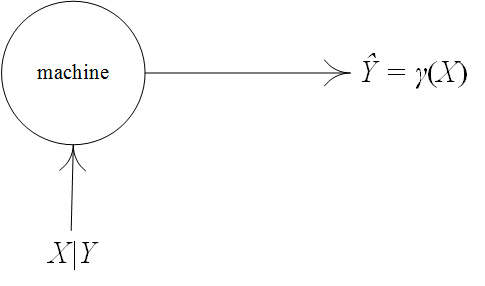 machine
Ŷ = γ(X)
X|Y